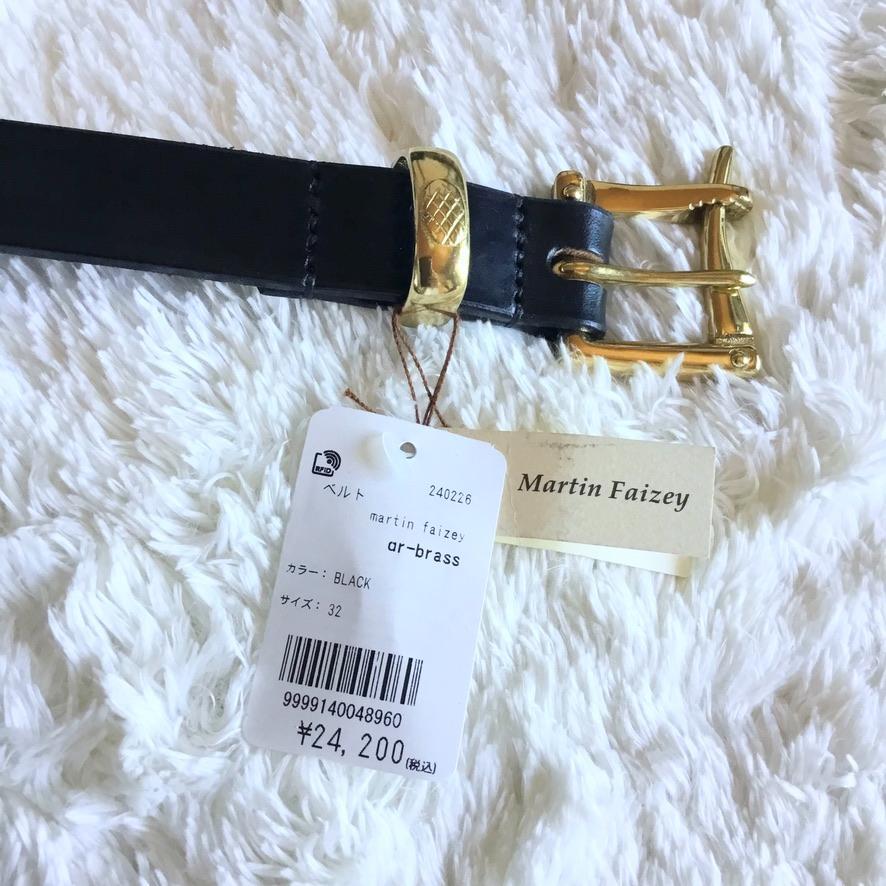 RFID
ベルト 240226
martin faizey
ar-brass
カラー: BLACK
サイズ: 32
9999140048960
¥24,200(税込)
Martin Faizey